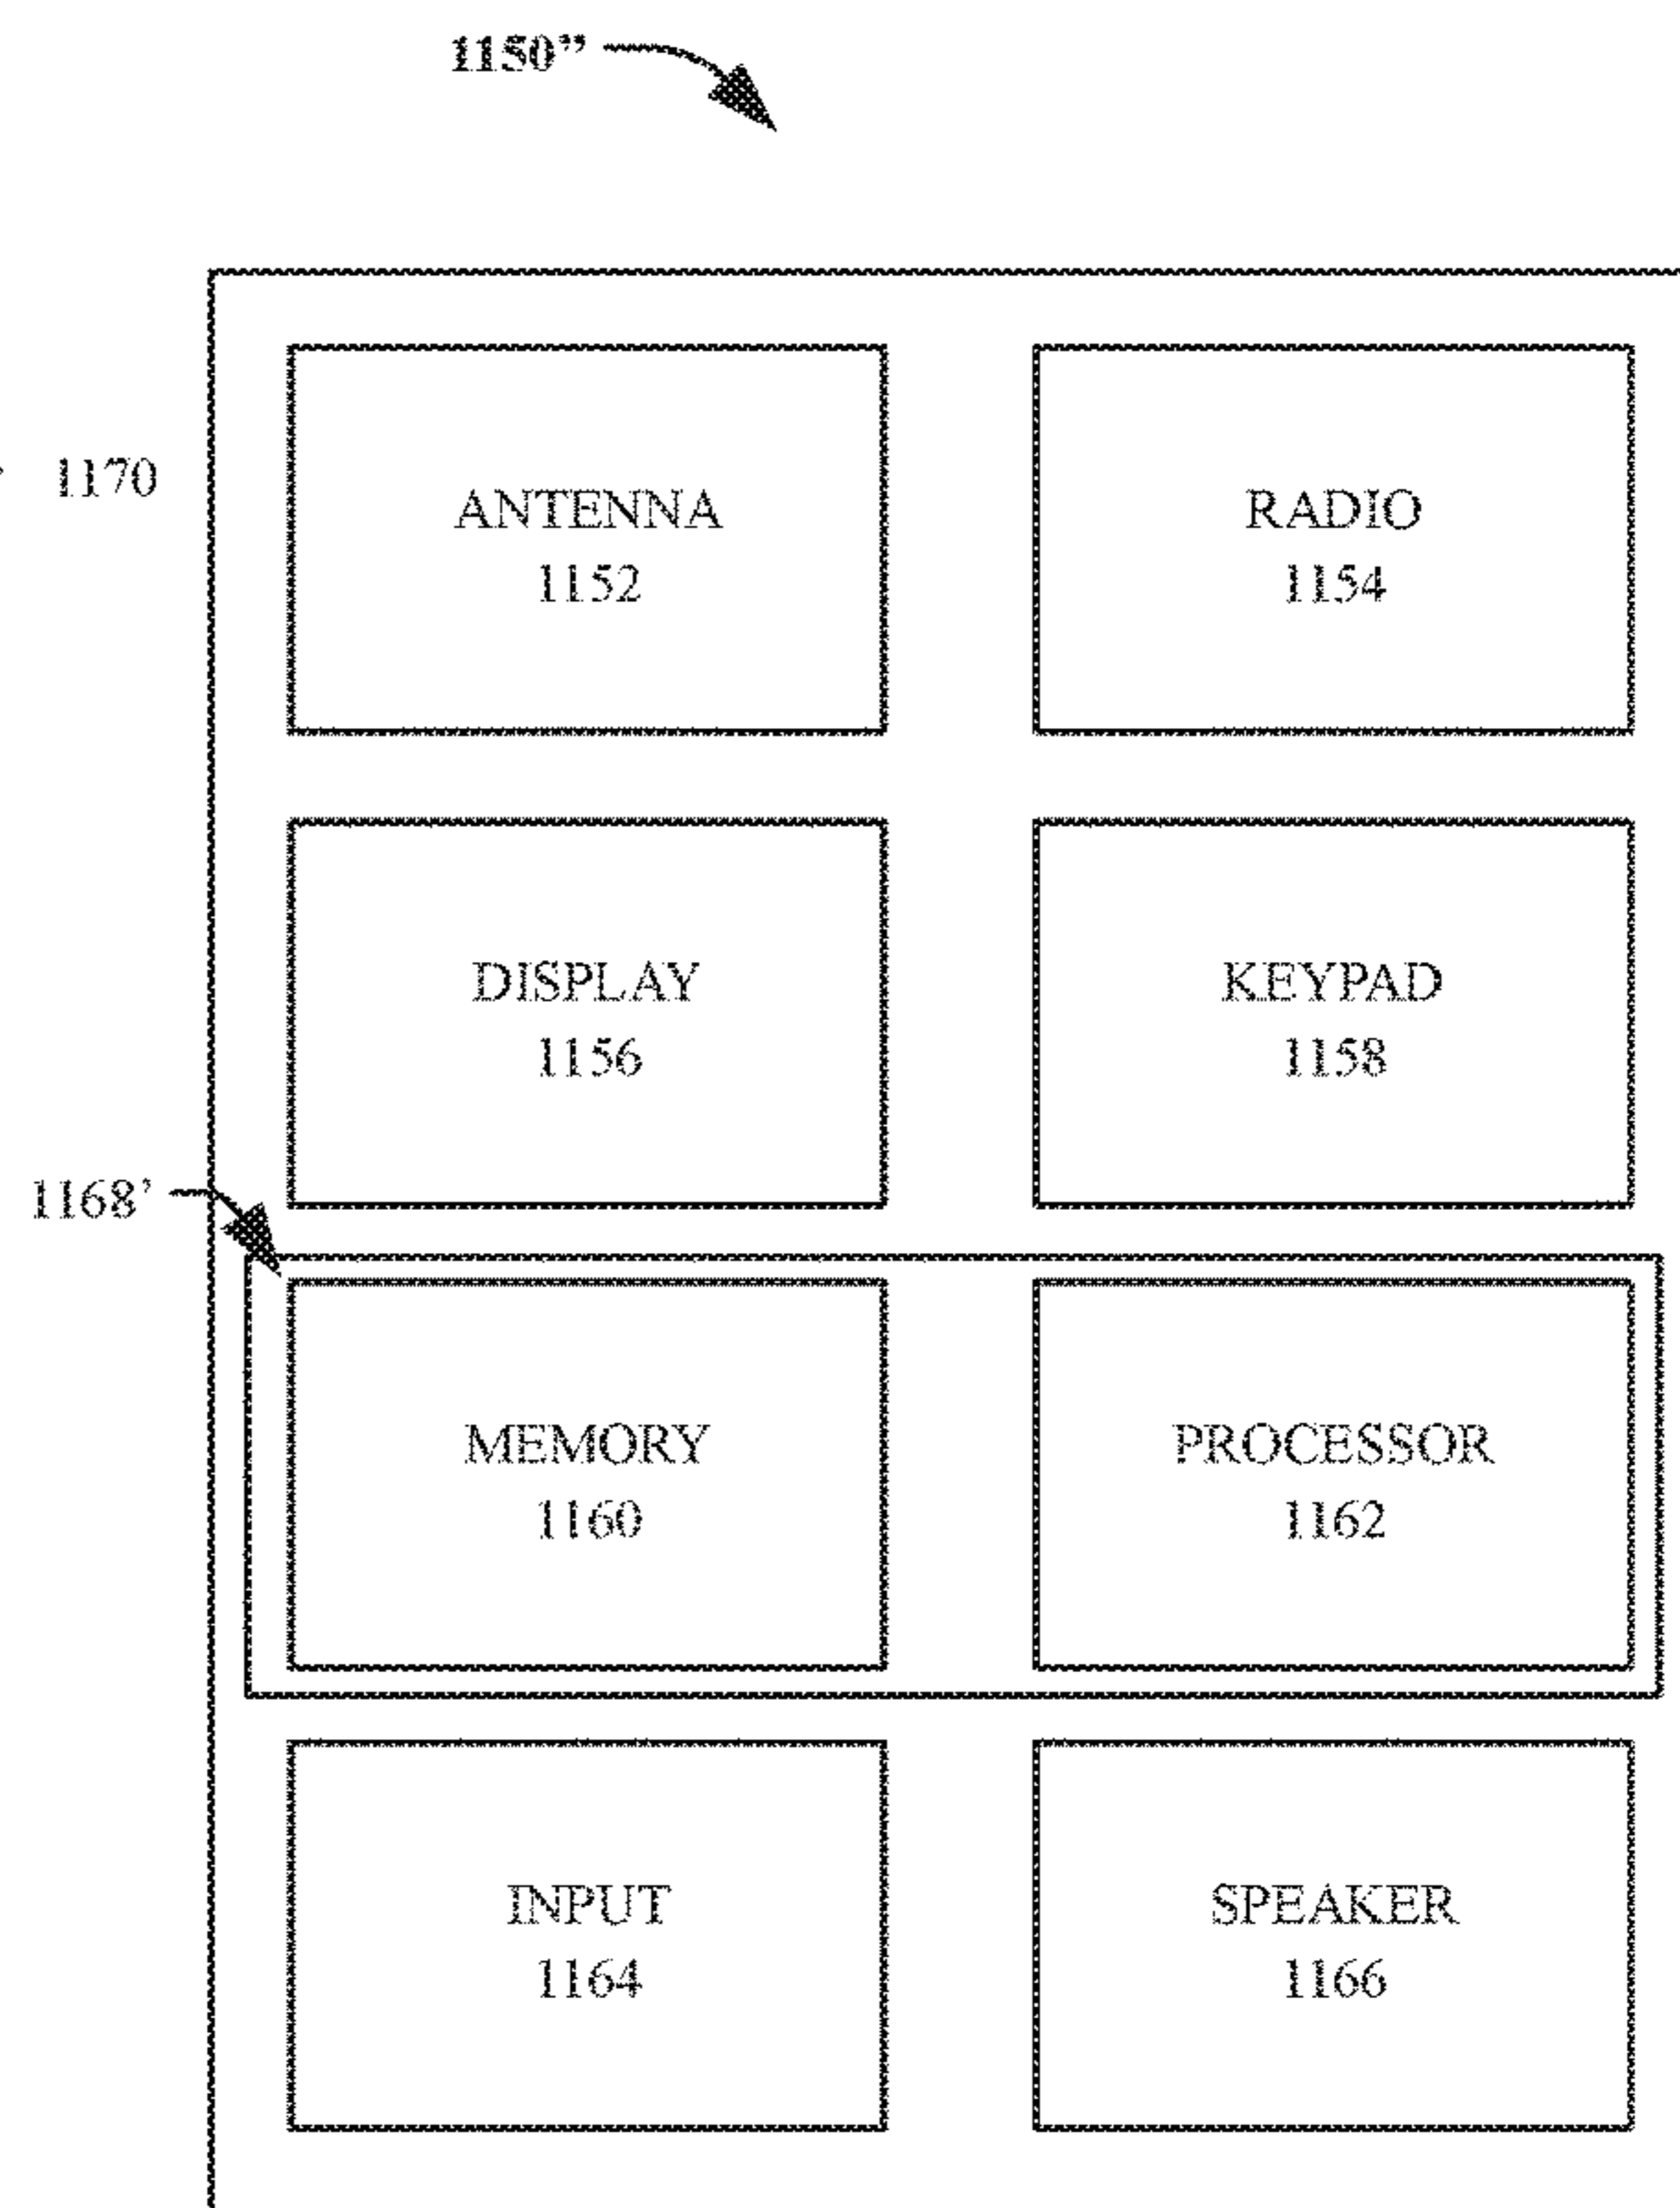 1150”
1170
ANTENNA
1152
RADIO
1154
DISPLAY
1156
KEYPAD
1158
1168’
MEMORY
1160
PROCESSOR
1162
INPUT
1164
SPEAKER
1166